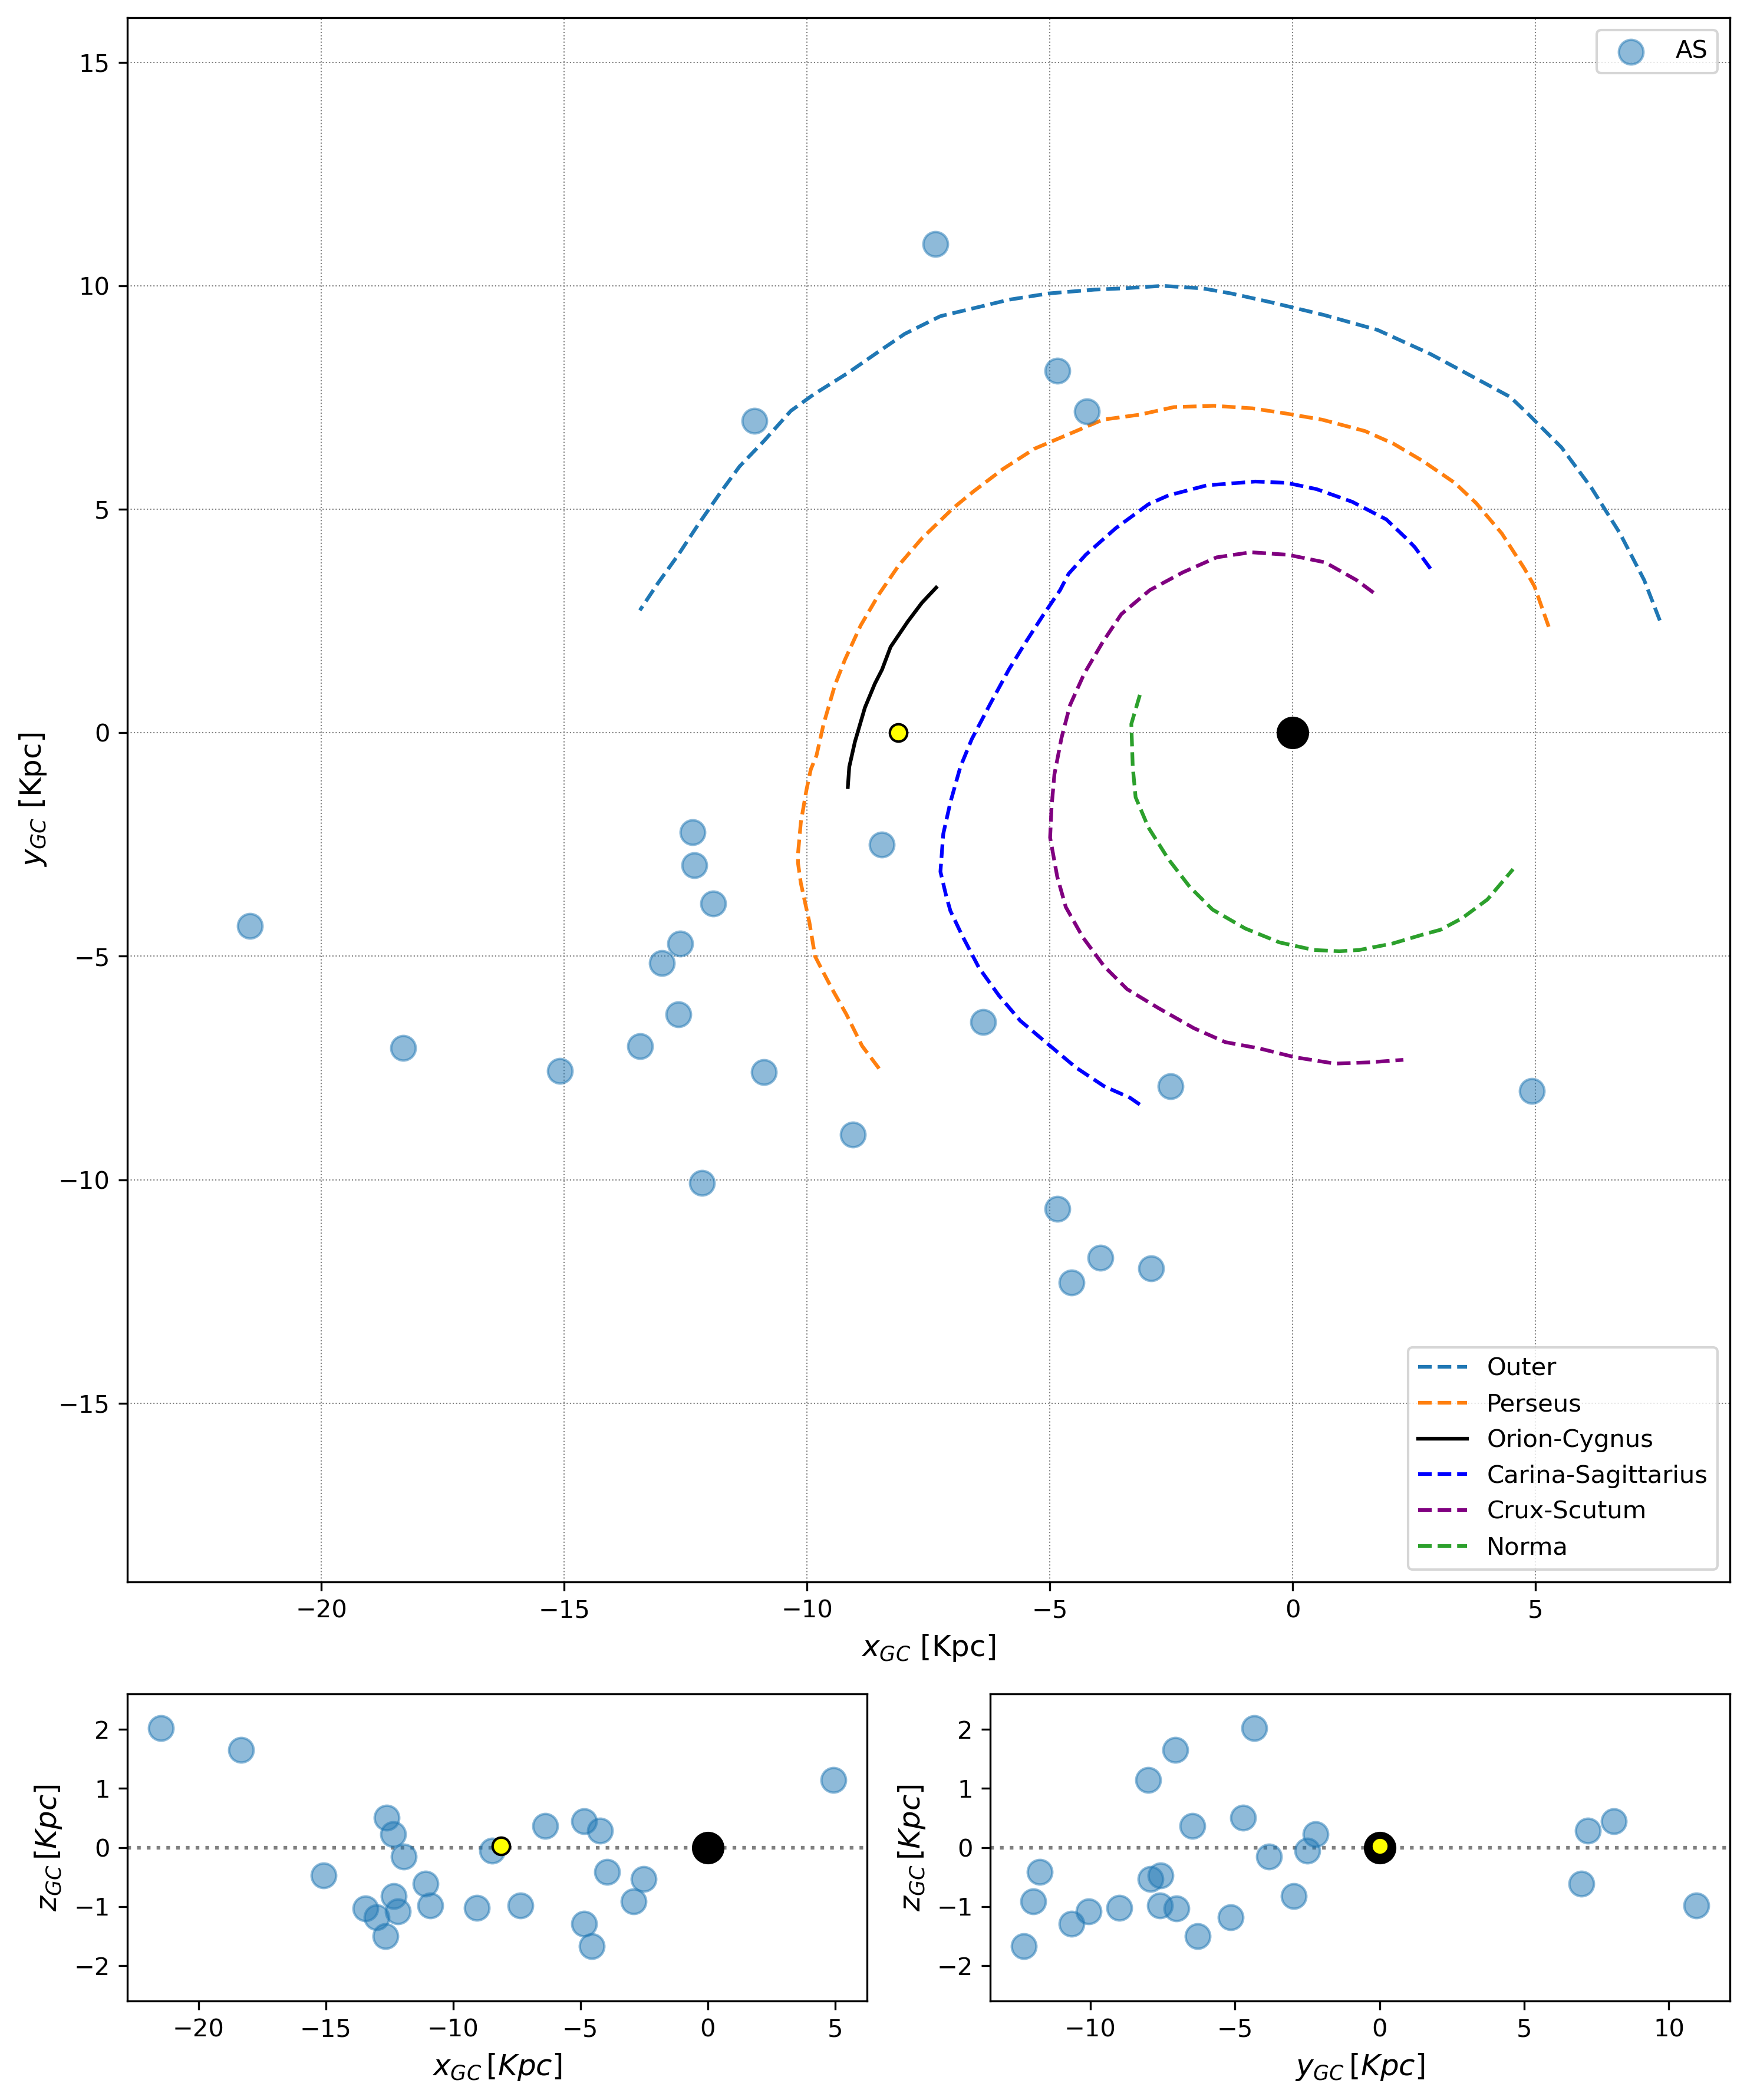 AS
15
10
5
0
−5
−10
−15
y_GC [Kpc]
Outer
Perseus
Orion-Cygnus
Carina-Sagittarius
Crux-Scutum
Norma
−20 −15 −10 −5 0 5
x_GC [Kpc]
2
1
0
−1
−2
z_GC [Kpc]
−20 −15 −10 −5 0 5
x_GC [Kpc]
2
1
0
−1
−2
z_GC [Kpc]
−10 −5 0 5 10
y_GC [Kpc]